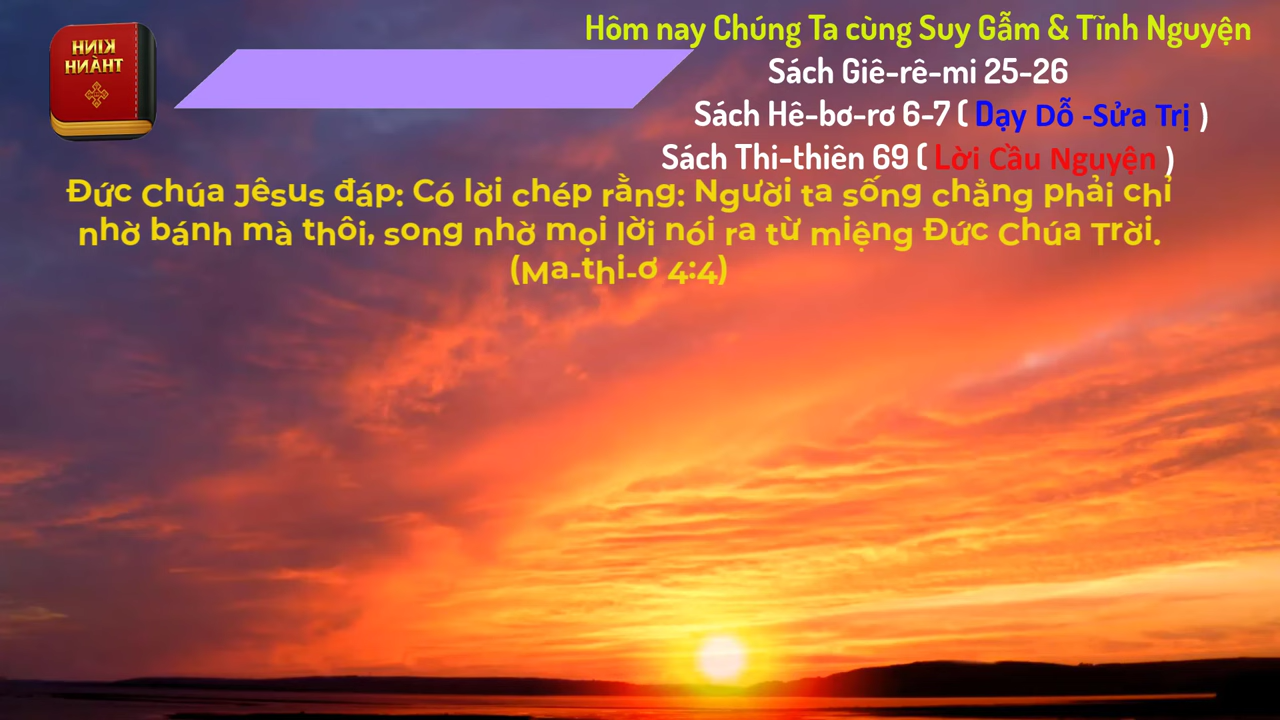 KINH
THÀNH
Hôm nay Chúng Ta cùng Suy Gẫm & Tĩnh Nguyện
Sách Giê-rê-mi 25-26
Sách Hê-bơ-rơ 6-7 ( Dạy Dỗ -Sửa Trị )
Sách Thi-thiên 69 ( Lời Cầu Nguyện )
Đức Chúa Jêsus đáp: Có lời chép rằng: Người ta sống chẳng phải chỉ
nhờ bánh mà thôi, song nhờ mọi lời nói ra từ miệng Đức Chúa Trời.
(Ma-thi-ơ 4:4)